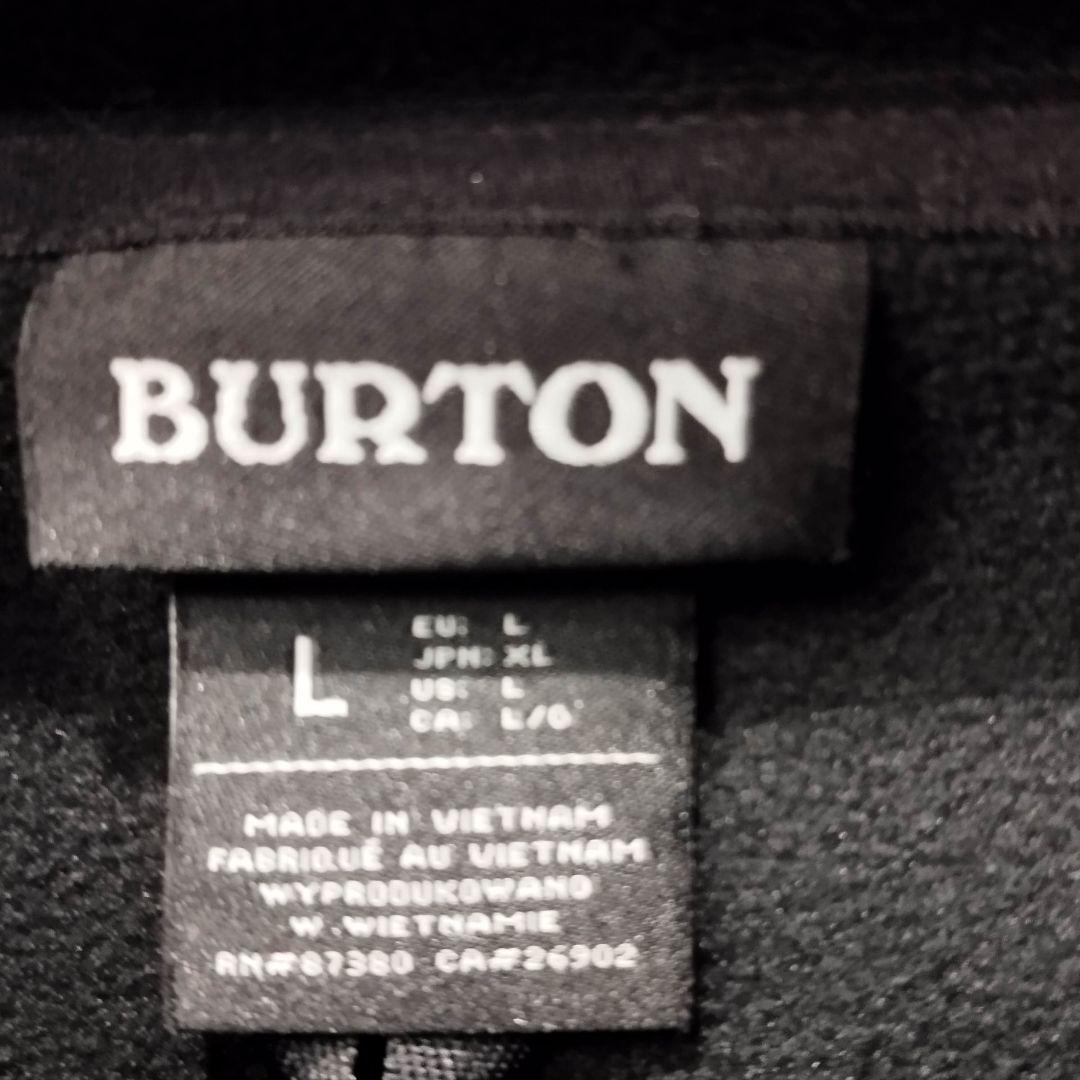 BURTON
L
EU: L
JPN: XL
US: L
CA: L/G
MADE IN VIETNAM
FABRIQUÉ AU VIETNAM
WYPRODUKOWANO
W WIETNAMIE
RN#87380 CA#26902